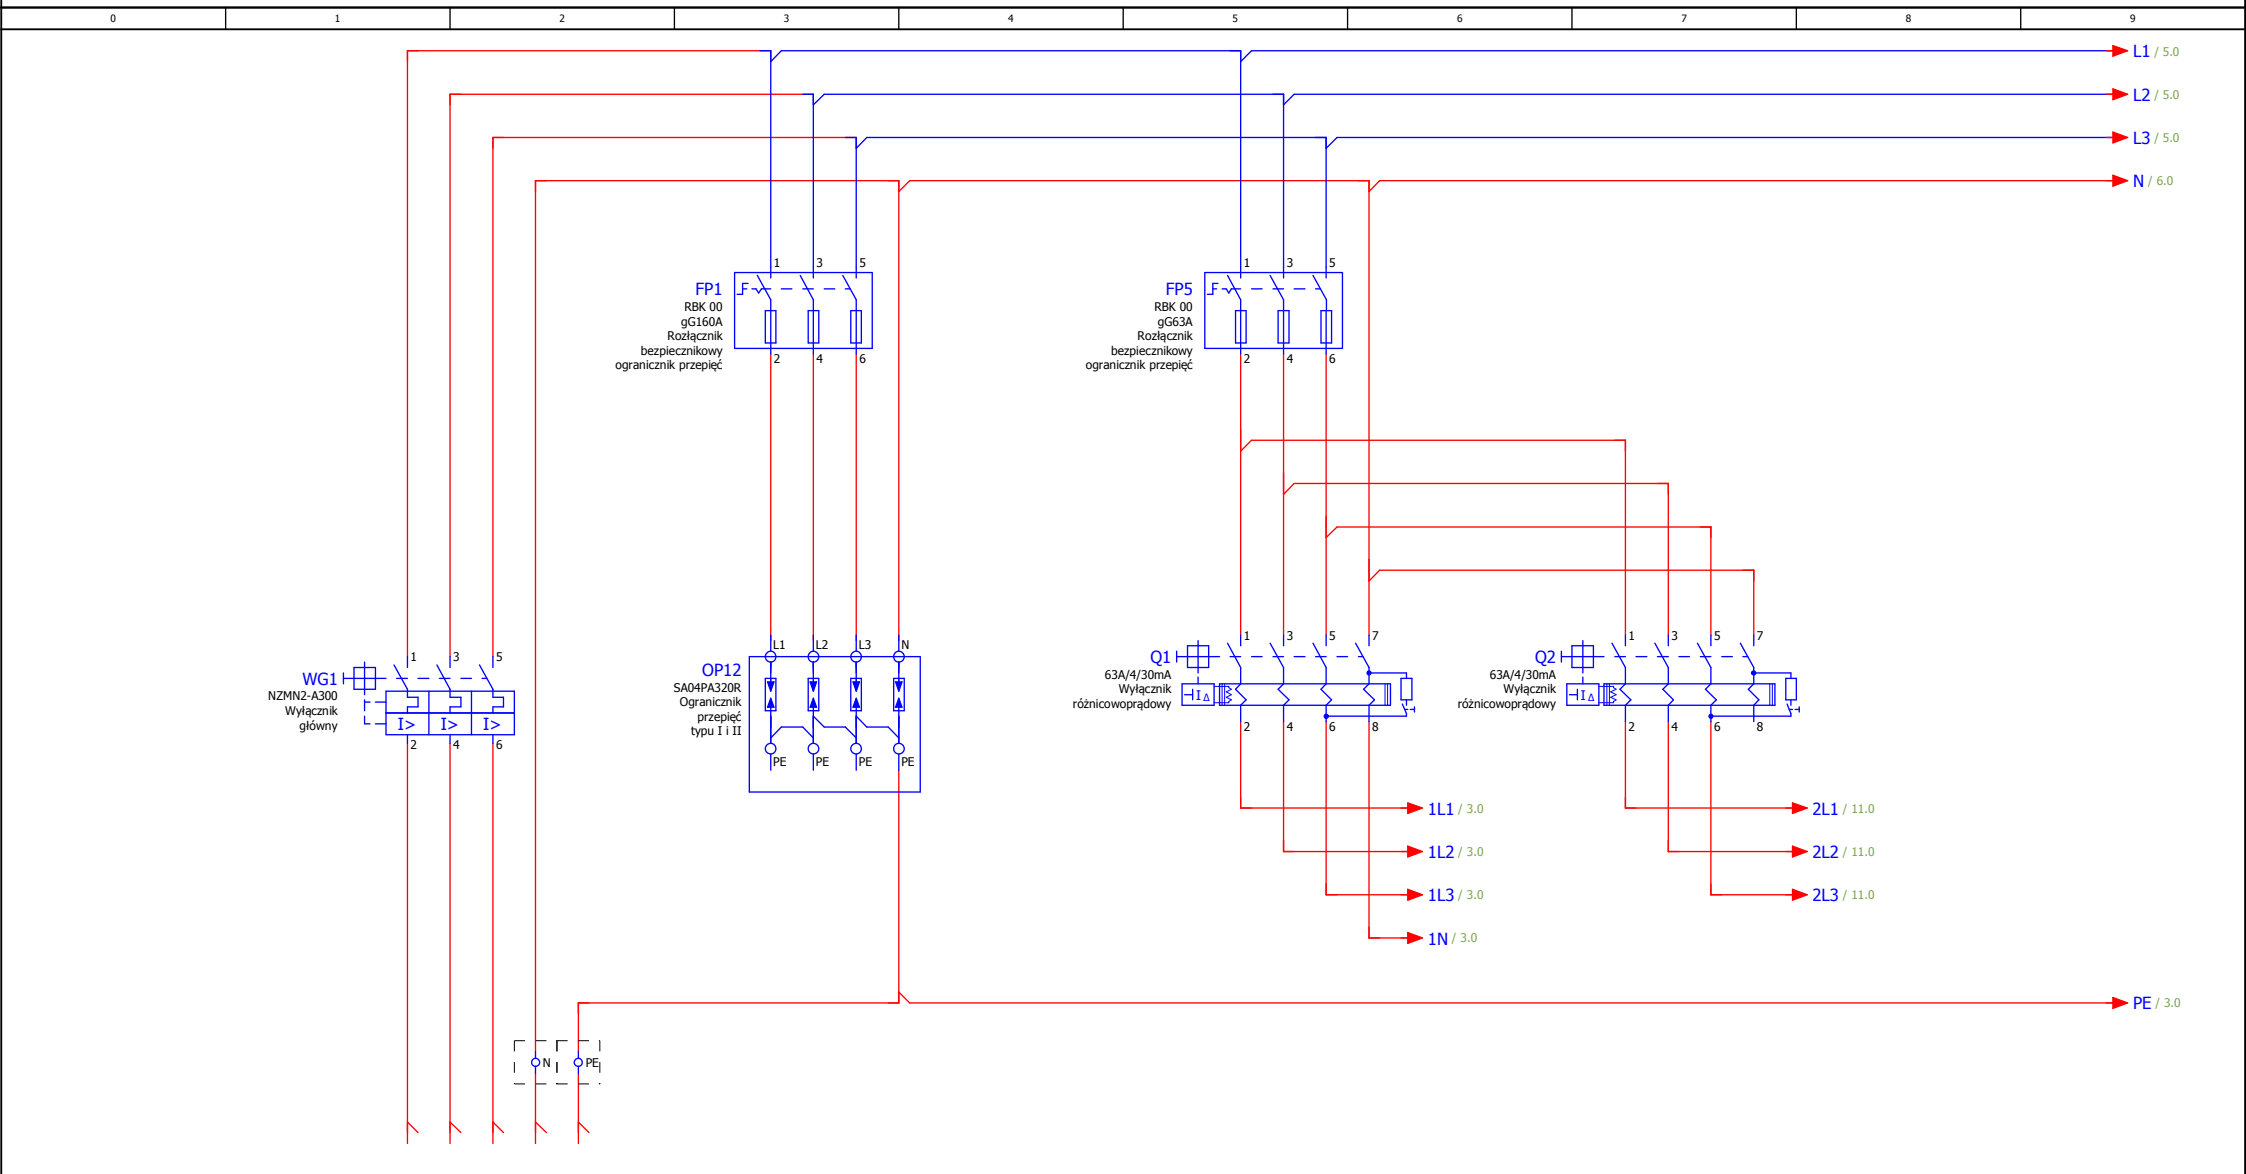 0 1 2 3 4 5 6 7 8 9
L1 / 5.0
L2 / 5.0
L3 / 5.0
N / 6.0
1 3 5
FP1
RBK 00
gG160A
Rozłącznik
bezpiecznikowy
ogranicznik przepięć
2 4 6
1 3 5
FP5
RBK 00
gG63A
Rozłącznik
bezpiecznikowy
ogranicznik przepięć
2 4 6
1 3 5
WG1
NZMN2-A300
Wyłącznik
główny
I> I> I>
2 4 6
L1 L2 L3 N
OP12
SA04PA320R
Ogranicznik
przepięć
typu I i II
PE PE PE PE
1 3 5 7
Q1
63A/4/30mA
Wyłącznik
różnicowoprądowy
I Δ
2 4 6 8
1 3 5 7
Q2
63A/4/30mA
Wyłącznik
różnicowoprądowy
I Δ
2 4 6 8
1L1 / 3.0
1L2 / 3.0
1L3 / 3.0
1N / 3.0
2L1 / 11.0
2L2 / 11.0
2L3 / 11.0
PE / 3.0
N PE